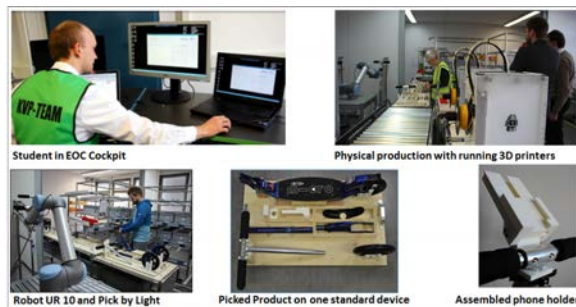 KVP-TEAM
Student in EOC Cockpit
Physical production with running 3D printers
Robot UR 10 and Pick by Light
Picked Product on one standard device
Assembled phone holder